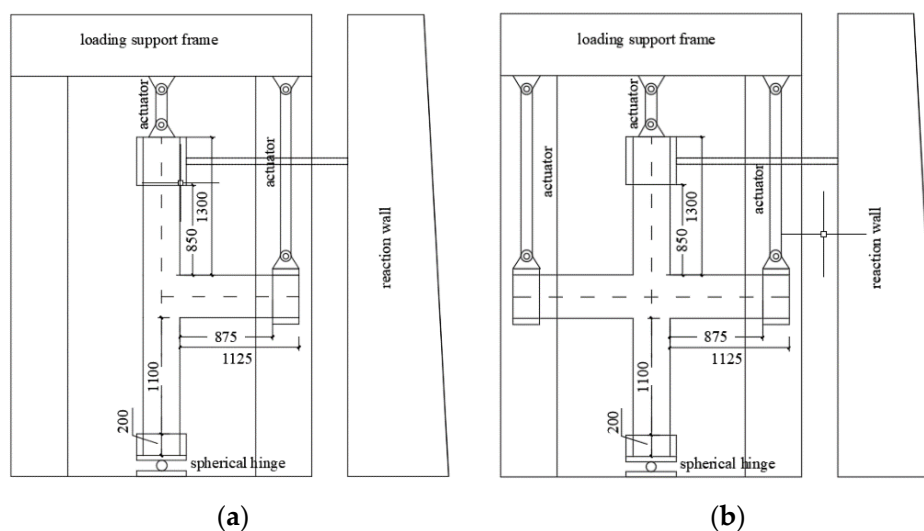 loading support frame
actuator
actuator
1300
850
reaction wall
875
1125
1100
200
spherical hinge
(a)
loading support frame
actuator
actuator
actuator
1300
850
reaction wall
875
1125
1100
200
spherical hinge
(b)